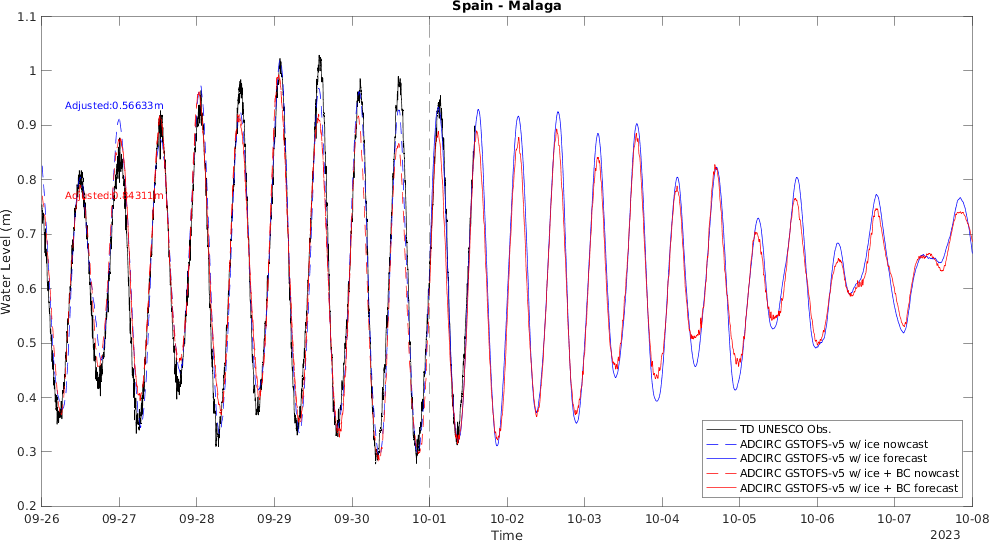 Spain - Malaga
1.1
1
0.9
0.8
0.7
0.6
0.5
0.4
0.3
0.2
Water Level (m)
Adjusted:0.56633m
Adjusted:0.84311m
TD UNESCO Obs.
ADCIRC GSTOFS-v5 w/ ice nowcast
ADCIRC GSTOFS-v5 w/ ice forecast
ADCIRC GSTOFS-v5 w/ ice + BC nowcast
ADCIRC GSTOFS-v5 w/ ice + BC forecast
09-26 09-27 09-28 09-29 09-30 10-01 10-02 10-03 10-04 10-05 10-06 10-07 10-08
Time
2023